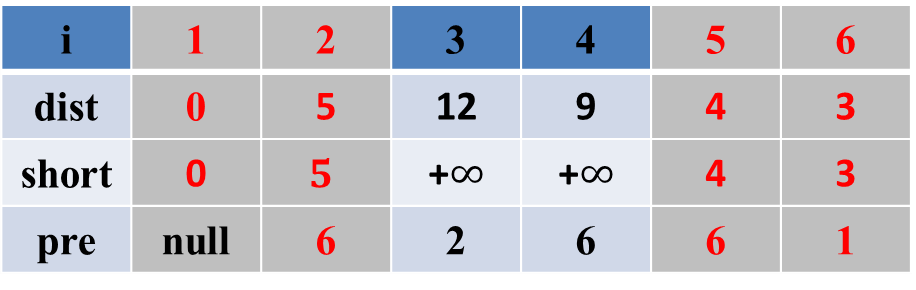 i 1 2 3 4 5 6
dist 0 5 12 9 4 3
short 0 5 +∞ +∞ 4 3
pre null 6 2 6 6 1